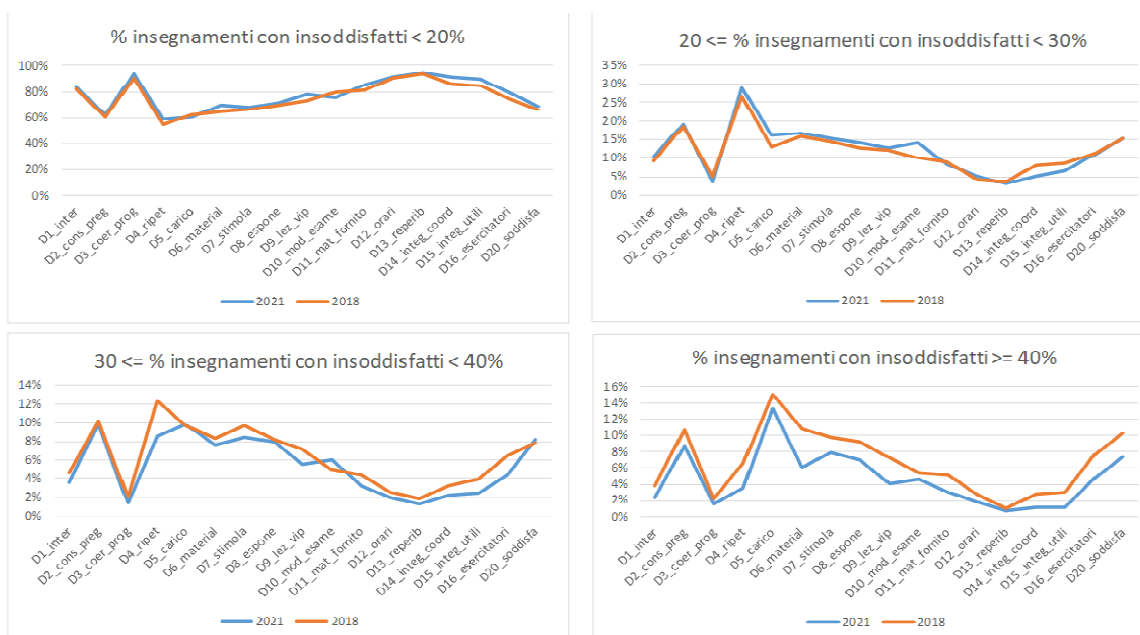 % insegnamenti con insoddisfatti < 20%
100%
80%
60%
40%
20%
0%
D1_inter
D2_cons_preg
D3_coer_prog
D4_ripet
D5_carico
D6_material
D7_stimola
D8_espone
D9_lez_vip
D10_mod_esame
D11_mat_fornito
D12_orari
D13_reperib
D14_integ_coord
D15_integ_utili
D16_esercitatori
D20_soddisfa
2021 2018
20 <= % insegnamenti con insoddisfatti < 30%
35%
30%
25%
20%
15%
10%
5%
0%
D1_inter
D2_cons_preg
D3_coer_prog
D4_ripet
D5_carico
D6_material
D7_stimola
D8_espone
D9_lez_vip
D10_mod_esame
D11_mat_fornito
D12_orari
D13_reperib
D14_integ_coord
D15_integ_utili
D16_esercitatori
D20_soddisfa
2021 2018
30 <= % insegnamenti con insoddisfatti < 40%
14%
12%
10%
8%
6%
4%
2%
0%
D1_inter
D2_cons_preg
D3_coer_prog
D4_ripet
D5_carico
D6_material
D7_stimola
D8_espone
D9_lez_vip
D10_mod_esame
D11_mat_fornito
D12_orari
D13_reperib
D14_integ_coord
D15_integ_utili
D16_esercitatori
D20_soddisfa
2021 2018
% insegnamenti con insoddisfatti >= 40%
16%
14%
12%
10%
8%
6%
4%
2%
0%
D1_inter
D2_cons_preg
D3_coer_prog
D4_ripet
D5_carico
D6_material
D7_stimola
D8_espone
D9_lez_vip
D10_mod_esame
D11_mat_fornito
D12_orari
D13_reperib
D14_integ_coord
D15_integ_utili
D16_esercitatori
D20_soddisfa
2021 2018